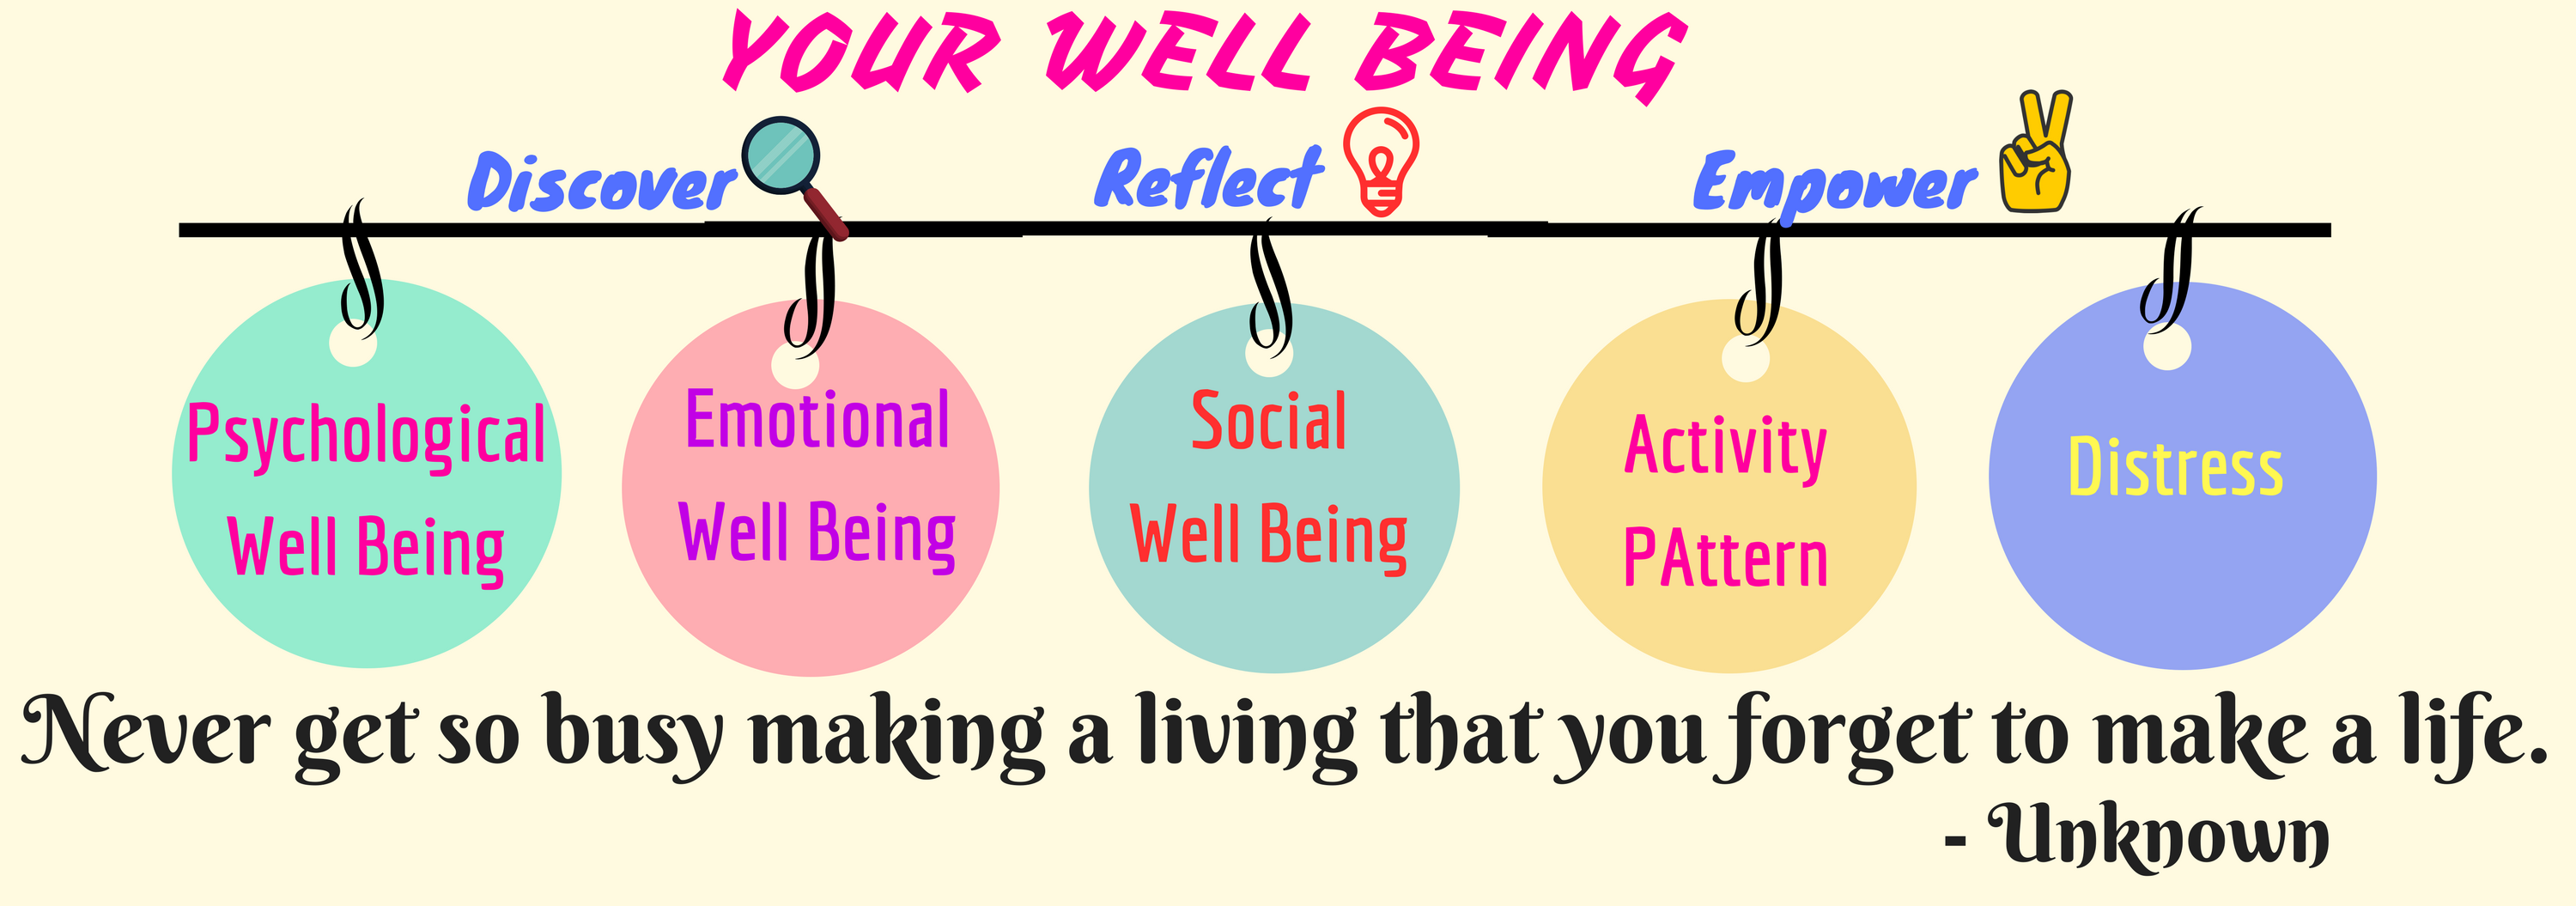 YOUR WELL BEING
Discover Reflect Empower
Psychological
Well Being
Emotional
Well Being
Social
Well Being
Activity
PAttern
Distress
Never get so busy making a living that you forget to make a life.
- Unknown